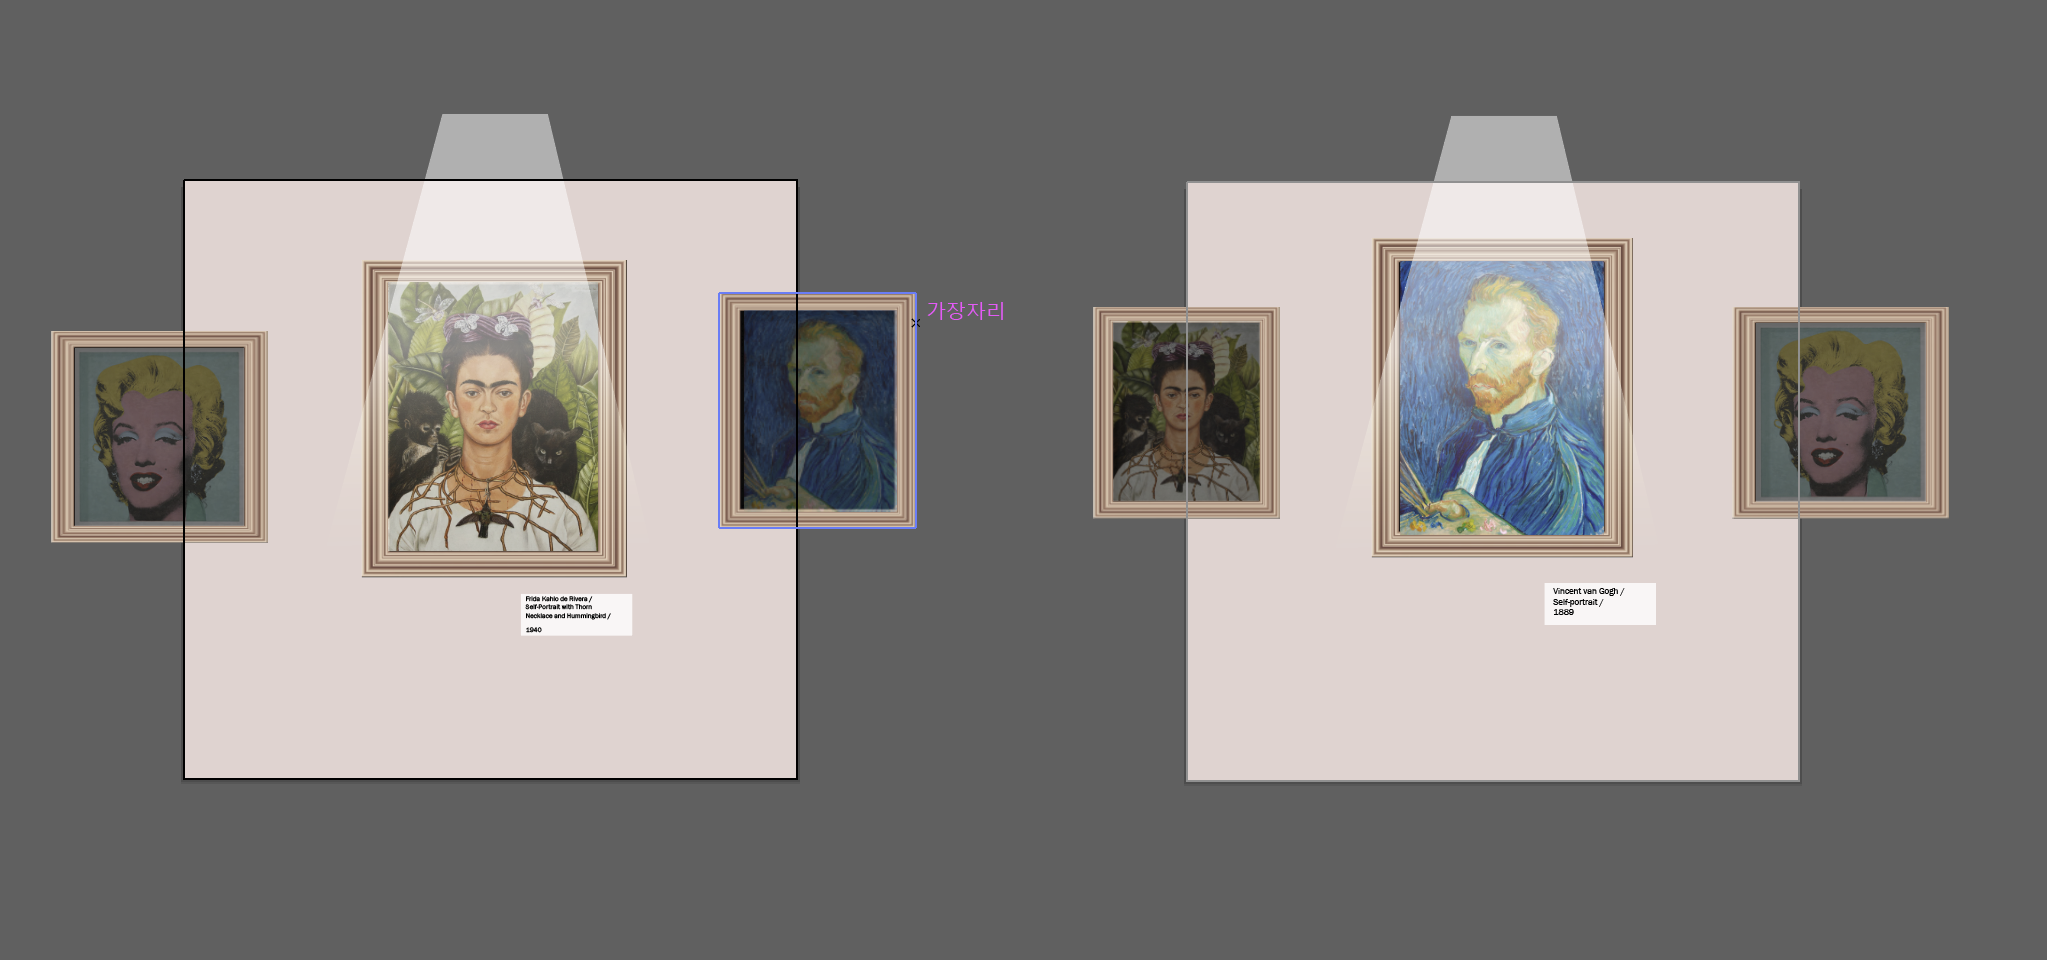 가장자리
Frida Kahlo de Rivera /
Self-Portrait with Thorn
Necklace and Hummingbird /
1940
Vincent van Gogh /
Self-portrait /
1889